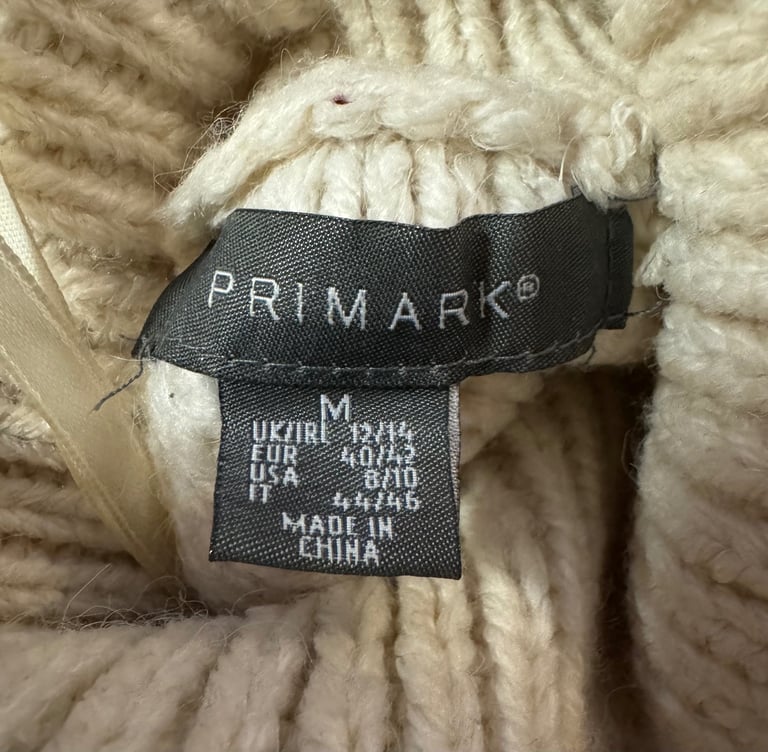 PRIMARK®
M
UK/IRL 12/14
EUR 40/42
USA 8/10
IT 44/46
MADE IN
CHINA